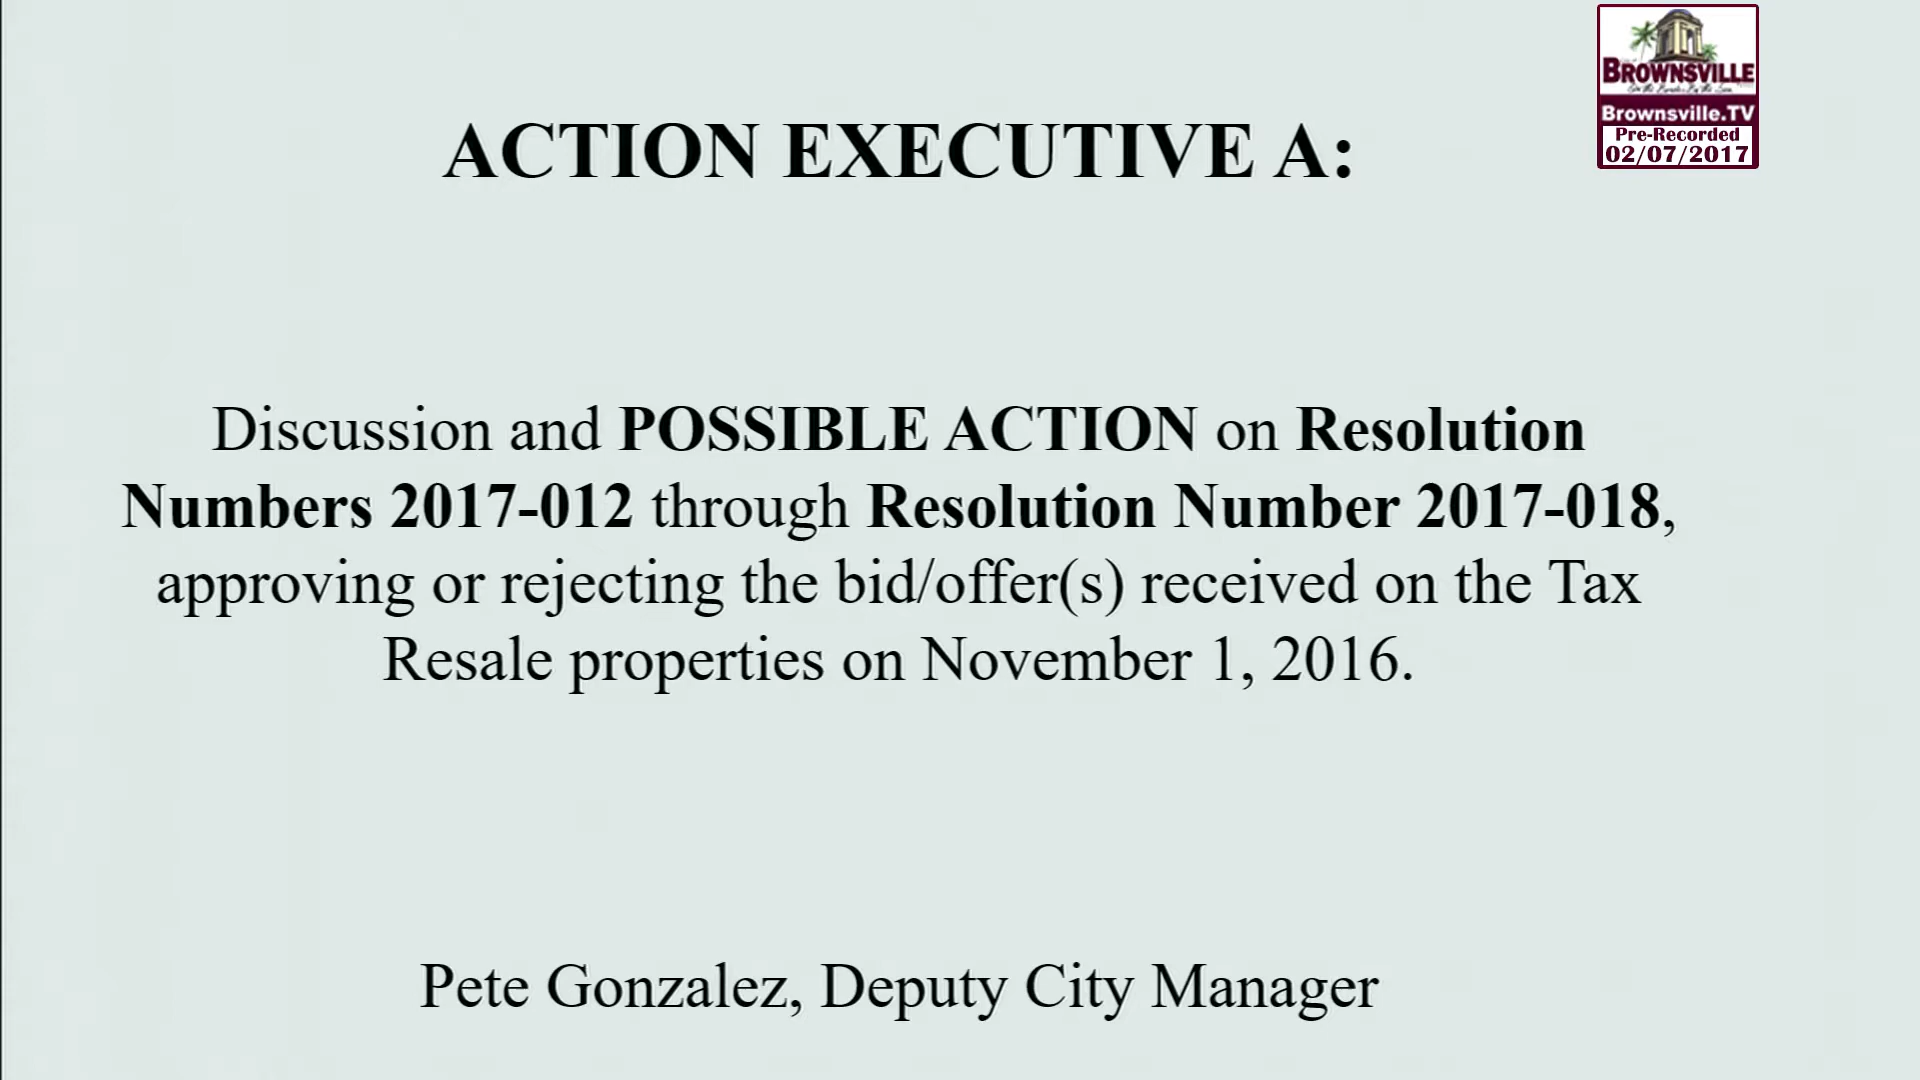 BROWNSVILLE
Brownsville.TV
Pre-Recorded
02/07/2017
ACTION EXECUTIVE A:
Discussion and POSSIBLE ACTION on Resolution
Numbers 2017-012 through Resolution Number 2017-018,
approving or rejecting the bid/offer(s) received on the Tax
Resale properties on November 1, 2016.
Pete Gonzalez, Deputy City Manager